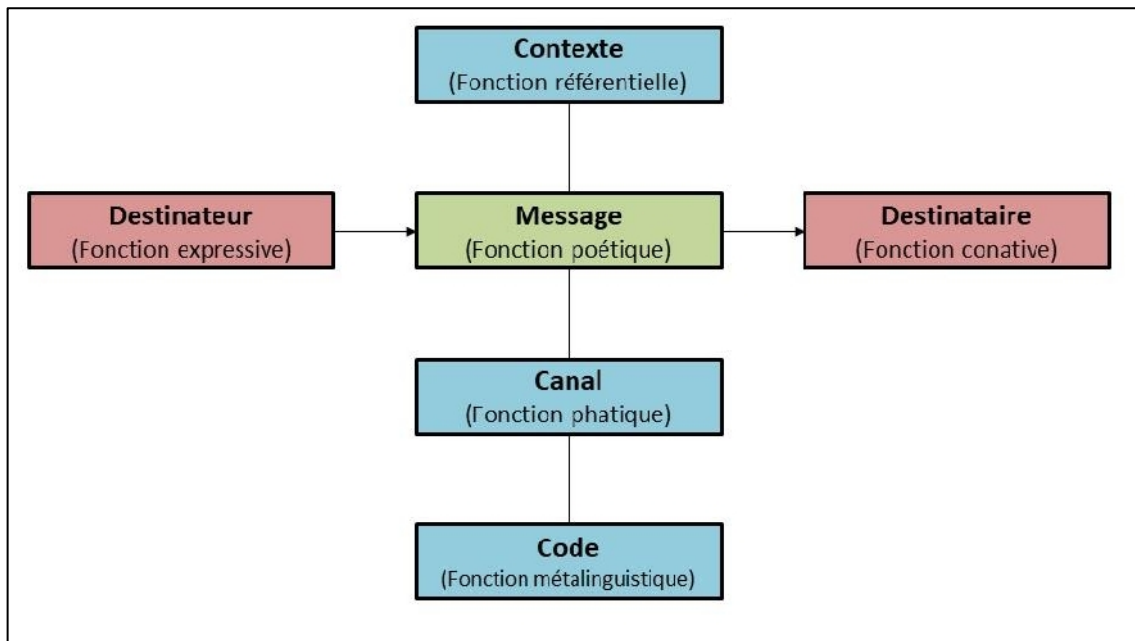 Contexte
(Fonction référentielle)
Destinateur
(Fonction expressive)
Message
(Fonction poétique)
Destinataire
(Fonction conative)
Canal
(Fonction phatique)
Code
(Fonction métalinguistique)